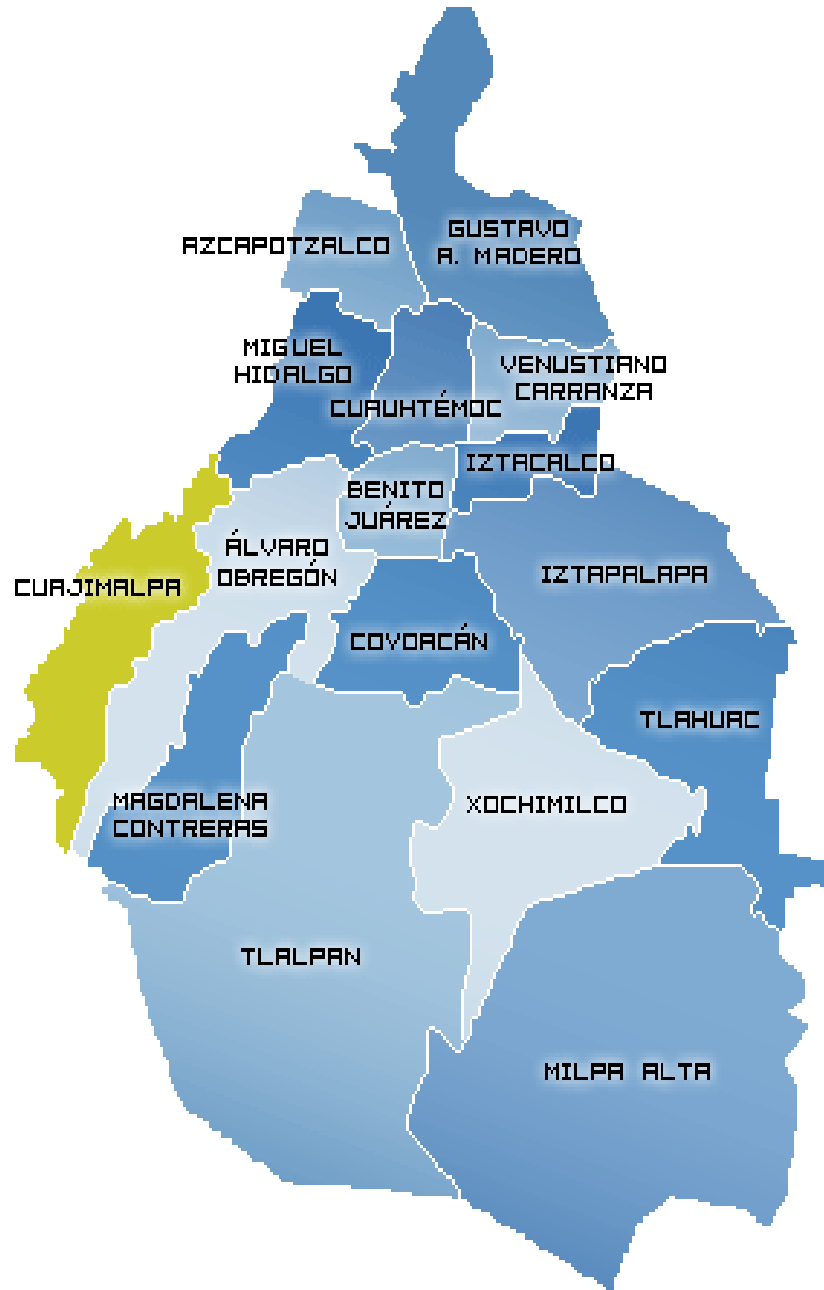 GUSTAVO
A. MADERO
AZCAPOTZALCO
MIGUEL
HIDALGO
VENUSTIANO
CARRANZA
CUAUHTÉMOC
IZTACALCO
BENITO
JUÁREZ
ÁLVARO
OBREGÓN
IZTAPALAPA
CUAJIMALPA
COYOACÁN
TLAHUAC
MAGDALENA
CONTRERAS
XOCHIMILCO
TLALPAN
MILPA ALTA